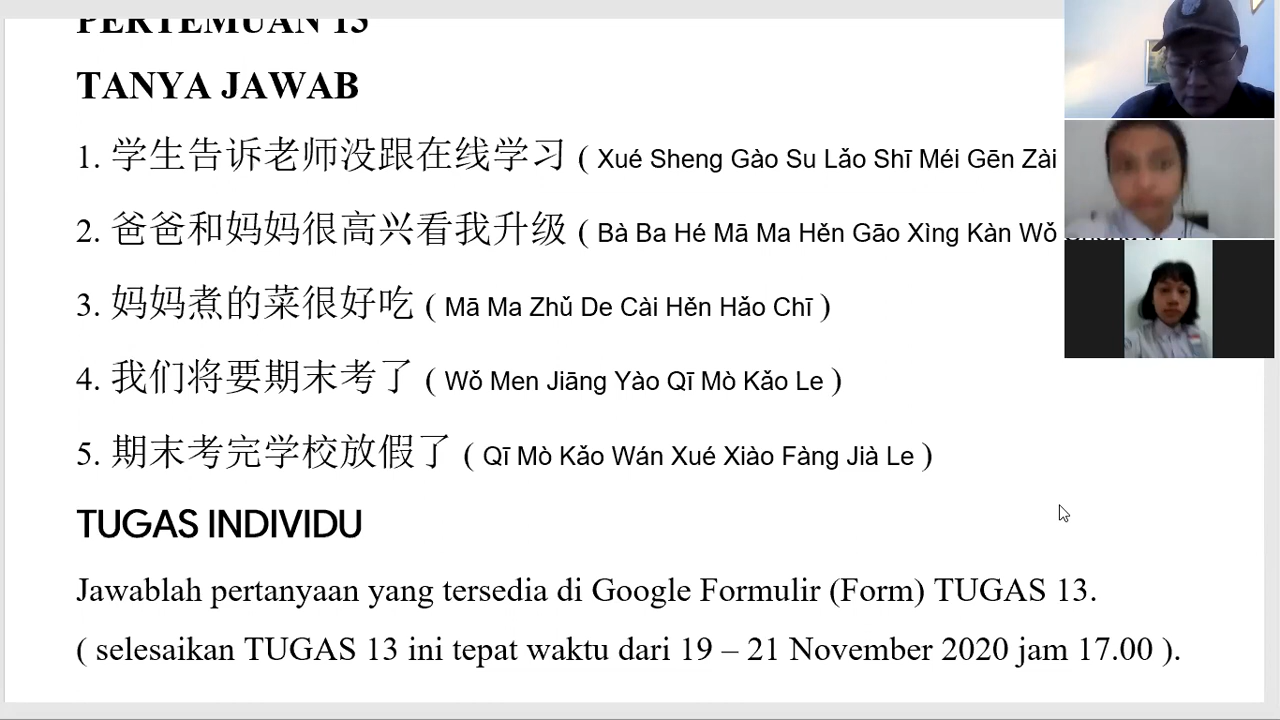 PERTEMUAN 13
TANYA JAWAB
1. 学生告诉老师没跟在线学习 ( Xué Sheng Gào Su Lǎo Shī Méi Gēn Zài
2. 爸爸和妈妈很高兴看我升级 ( Bà Ba Hé Mā Ma Hěn Gāo Xìng Kàn Wǒ
3. 妈妈煮的菜很好吃 ( Mā Ma Zhǔ De Cài Hěn Hǎo Chī )
4. 我们将要期末考了 ( Wǒ Men Jiāng Yào Qī Mò Kǎo Le )
5. 期末考完学校放假了 ( Qī Mò Kǎo Wán Xué Xiào Fàng Jià Le )
TUGAS INDIVIDU
Jawablah pertanyaan yang tersedia di Google Formulir (Form) TUGAS 13.
( selesaikan TUGAS 13 ini tepat waktu dari 19 – 21 November 2020 jam 17.00 ).